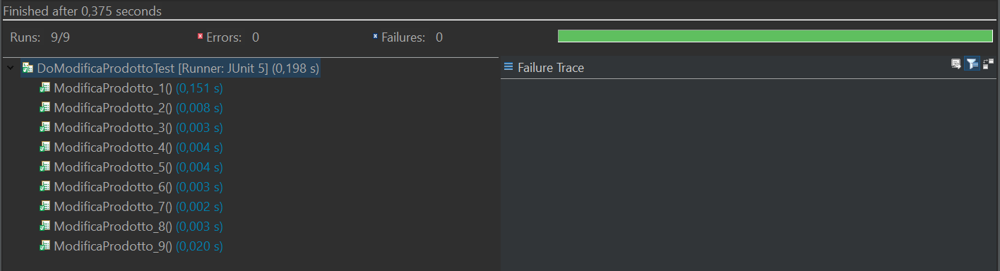 Finished after 0,375 seconds
Runs: 9/9 Errors: 0 Failures: 0
DoModificaProdottoTest [Runner: JUnit 5] (0,198 s)
ModificaProdotto_1() (0,151 s)
ModificaProdotto_2() (0,008 s)
ModificaProdotto_3() (0,003 s)
ModificaProdotto_4() (0,004 s)
ModificaProdotto_5() (0,004 s)
ModificaProdotto_6() (0,003 s)
ModificaProdotto_7() (0,002 s)
ModificaProdotto_8() (0,003 s)
ModificaProdotto_9() (0,020 s)
Failure Trace